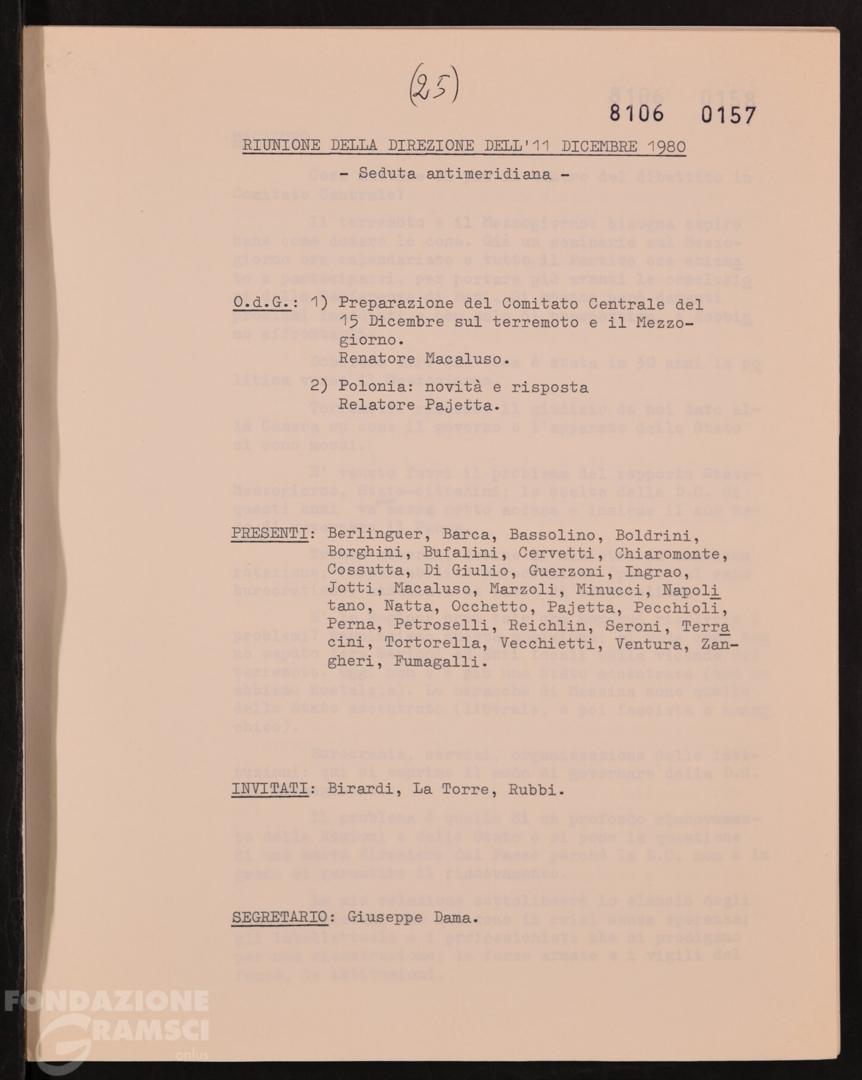 (25)
8106 0157
RIUNIONE DELLA DIREZIONE DELL'11 DICEMBRE 1980
- Seduta antimeridiana -
O.d.G.: 1) Preparazione del Comitato Centrale del
15 Dicembre sul terremoto e il Mezzo-
giorno.
Renatore Macaluso.
2) Polonia: novità e risposta
Relatore Pajetta.
PRESENTI: Berlinguer, Barca, Bassolino, Boldrini,
Borghini, Bufalini, Cervetti, Chiaromonte,
Cossutta, Di Giulio, Guerzoni, Ingrao,
Jotti, Macaluso, Marzoli, Minucci, Napoli
tano, Natta, Occhetto, Pajetta, Pecchioli,
Perna, Petroselli, Reichlin, Seroni, Terra
cini, Tortorella, Vecchietti, Ventura, Zan-
gheri, Fumagalli.
INVITATI: Birardi, La Torre, Rubbi.
SEGRETARIO: Giuseppe Dama.
FONDAZIONE
GRAMSCI
onlus